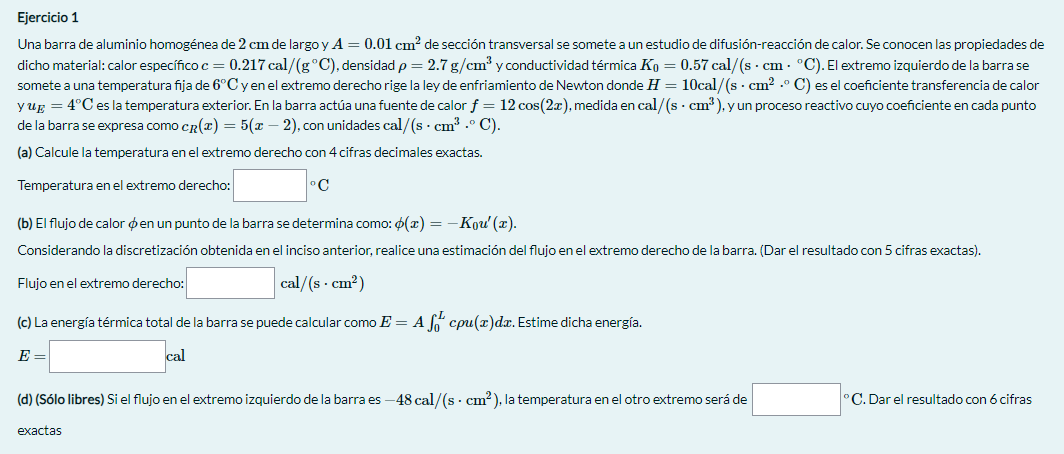 Ejercicio 1
Una barra de aluminio homogénea de 2 cm de largo y A = 0.01 cm² de sección transversal se somete a un estudio de difusión-reacción de calor. Se conocen las propiedades de
dicho material: calor específico c = 0.217 cal/(g°C), densidad ρ = 2.7 g/cm³ y conductividad térmica K₀ = 0.57 cal/(s · cm · °C). El extremo izquierdo de la barra se
somete a una temperatura fija de 6°C y en el extremo derecho rige la ley de enfriamiento de Newton donde H = 10cal/(s · cm² ·° C) es el coeficiente transferencia de calor
y u_E = 4°C es la temperatura exterior. En la barra actúa una fuente de calor f = 12 cos(2x), medida en cal/(s · cm³), y un proceso reactivo cuyo coeficiente en cada punto
de la barra se expresa como c_R(x) = 5(x − 2), con unidades cal/(s · cm³ ·° C).
(a) Calcule la temperatura en el extremo derecho con 4 cifras decimales exactas.
Temperatura en el extremo derecho: °C
(b) El flujo de calor ϕ en un punto de la barra se determina como: ϕ(x) = −K₀u′(x).
Considerando la discretización obtenida en el inciso anterior, realice una estimación del flujo en el extremo derecho de la barra. (Dar el resultado con 5 cifras exactas).
Flujo en el extremo derecho: cal/(s · cm²)
(c) La energía térmica total de la barra se puede calcular como E = A ∫₀ᴸ cρu(x)dx. Estime dicha energía.
E = cal
(d) (Sólo libres) Si el flujo en el extremo izquierdo de la barra es −48 cal/(s · cm²), la temperatura en el otro extremo será de °C. Dar el resultado con 6 cifras
exactas